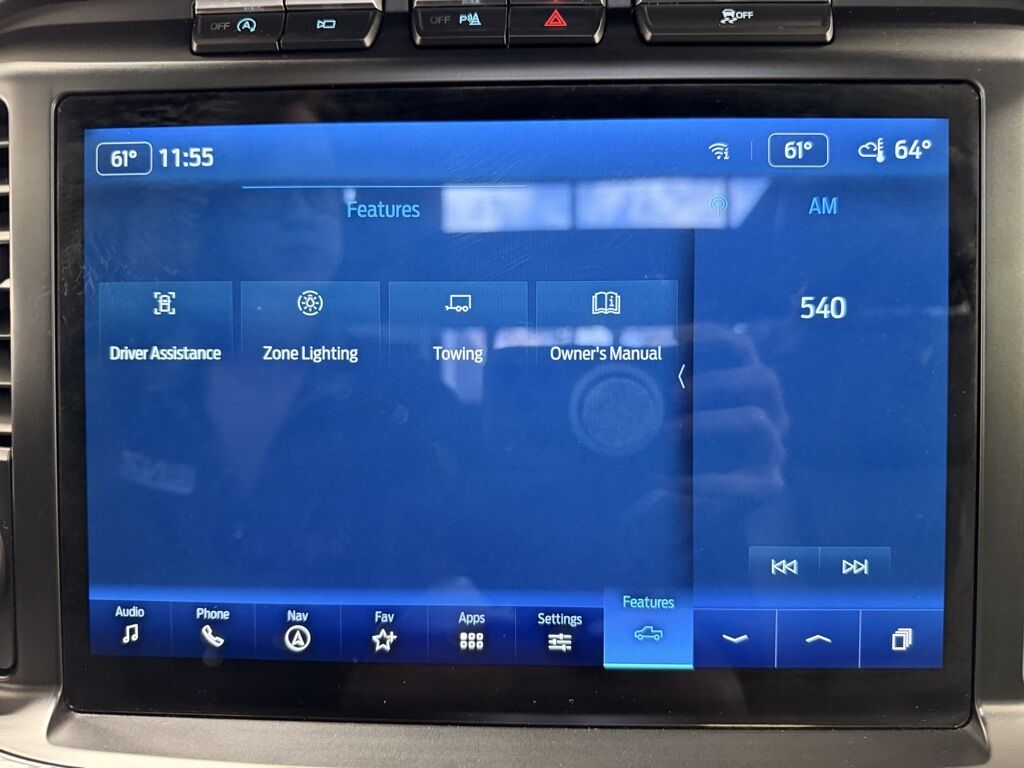 OFF A
OFF P
OFF
61° 11:55
61° 64°
Features
AM
540
Driver Assistance Zone Lighting Towing Owner's Manual
Audio Phone Nav Fav Apps Settings Features